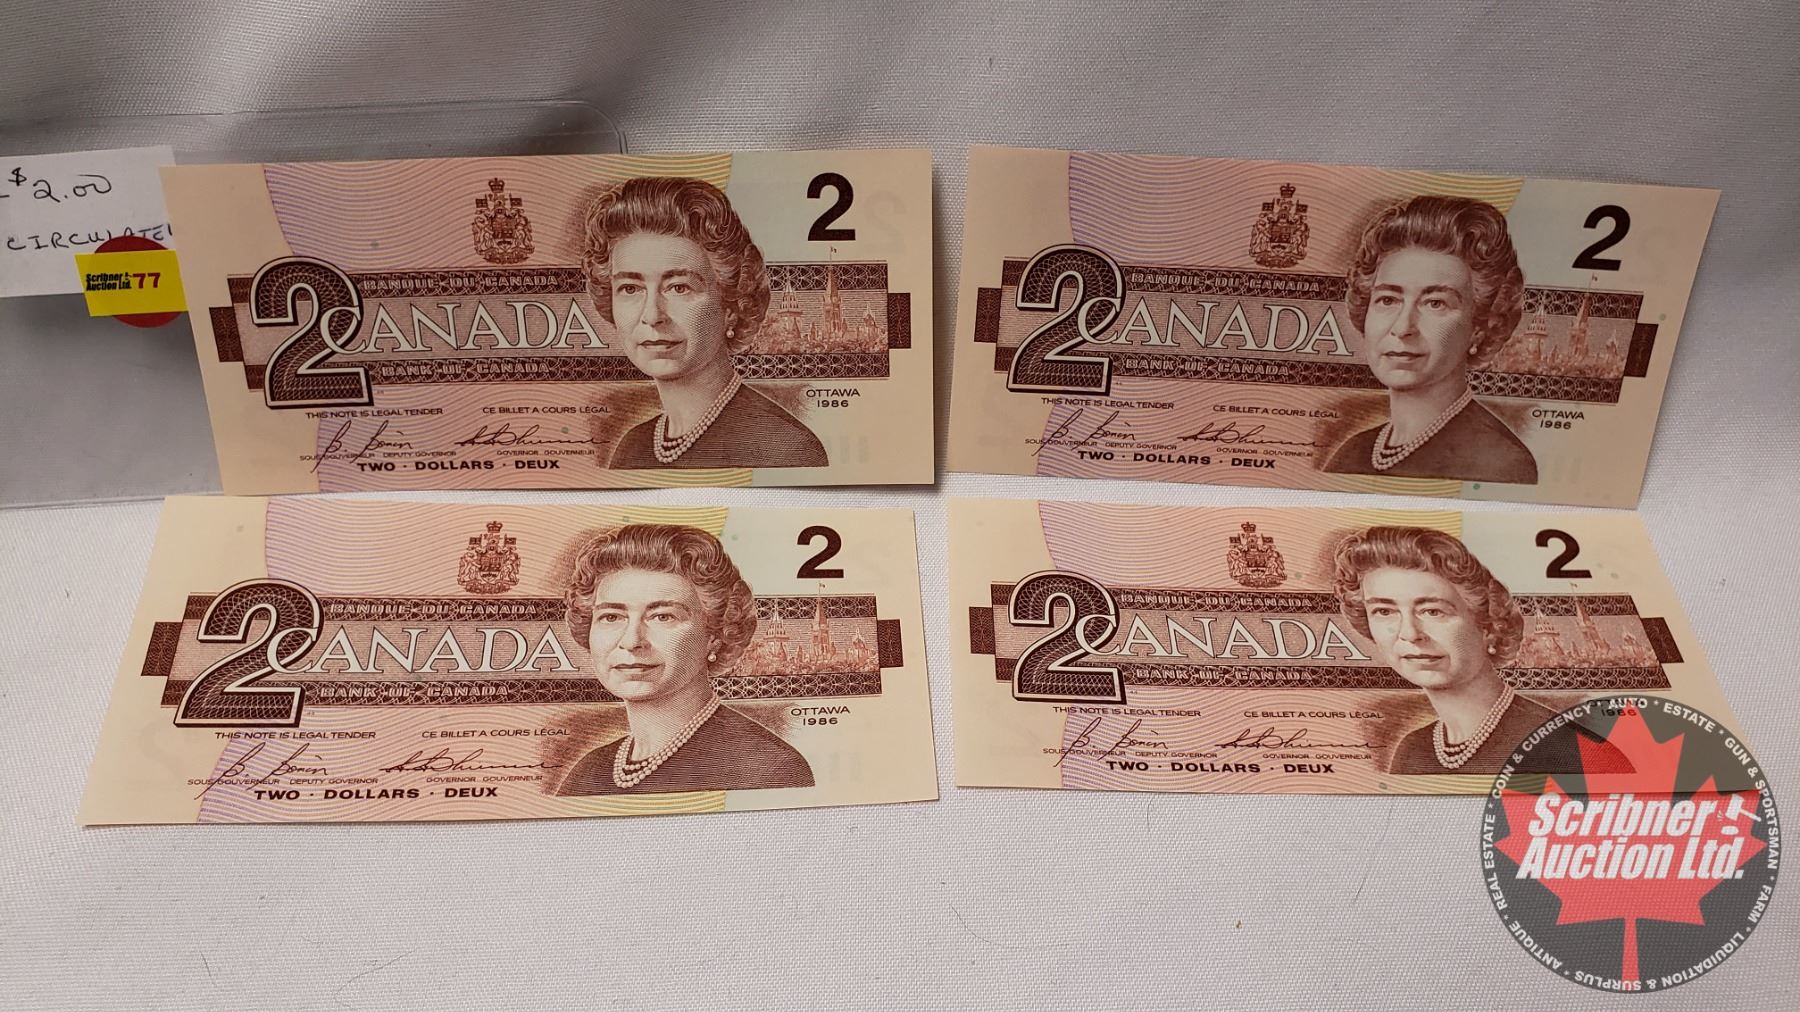 $2.00
Scribner
Auction Ltd. 77
2
BANQUE DU CANADA
2 CANADA
BANK OF CANADA
OTTAWA
1986
THIS NOTE IS LEGAL TENDER CE BILLET A COURS LÉGAL
SOUS-GOUVERNEUR DEPUTY GOVERNOR GOVERNOR GOUVERNEUR
TWO · DOLLARS · DEUX
2
BANQUE DU CANADA
2 CANADA
BANK OF CANADA
OTTAWA
1986
THIS NOTE IS LEGAL TENDER CE BILLET A COURS LÉGAL
SOUS-GOUVERNEUR DEPUTY GOVERNOR GOVERNOR GOUVERNEUR
TWO · DOLLARS · DEUX
2
BANQUE DU CANADA
2 CANADA
BANK OF CANADA
OTTAWA
1986
THIS NOTE IS LEGAL TENDER CE BILLET A COURS LÉGAL
SOUS-GOUVERNEUR DEPUTY GOVERNOR GOVERNOR GOUVERNEUR
TWO · DOLLARS · DEUX
2
BANQUE DU CANADA
2 CANADA
BANK OF CANADA
OTTAWA
1986
THIS NOTE IS LEGAL TENDER CE BILLET A COURS LÉGAL
SOUS-GOUVERNEUR DEPUTY GOVERNOR GOVERNOR GOUVERNEUR
TWO · DOLLARS · DEUX
Scribner
Auction Ltd.
* AUTO * ESTATE * GUN & SPORTSMAN * FARM * LIQUIDATION & SURPLUS * ANTIQUE * REAL ESTATE * COIN & CURRENCY